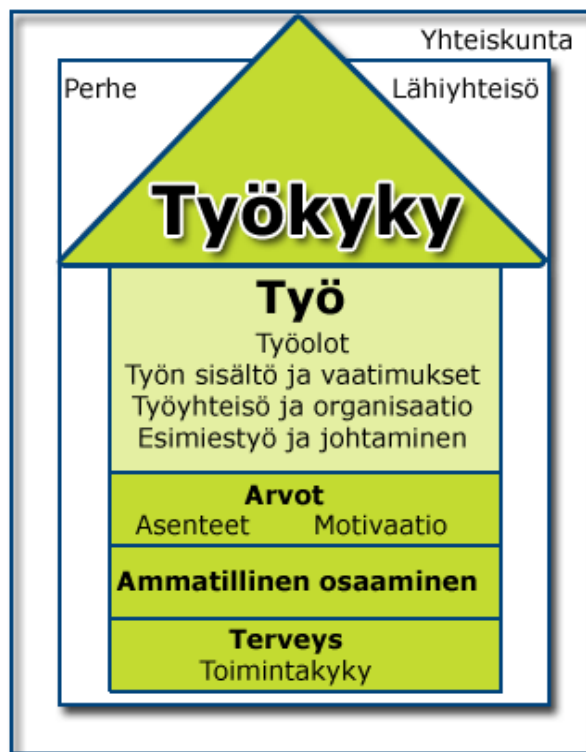 Yhteiskunta
Perhe
Lähiyhteisö
Työkyky
Työ
Työolot
Työn sisältö ja vaatimukset
Työyhteisö ja organisaatio
Esimiestyö ja johtaminen
Arvot
Asenteet Motivaatio
Ammatillinen osaaminen
Terveys
Toimintakyky